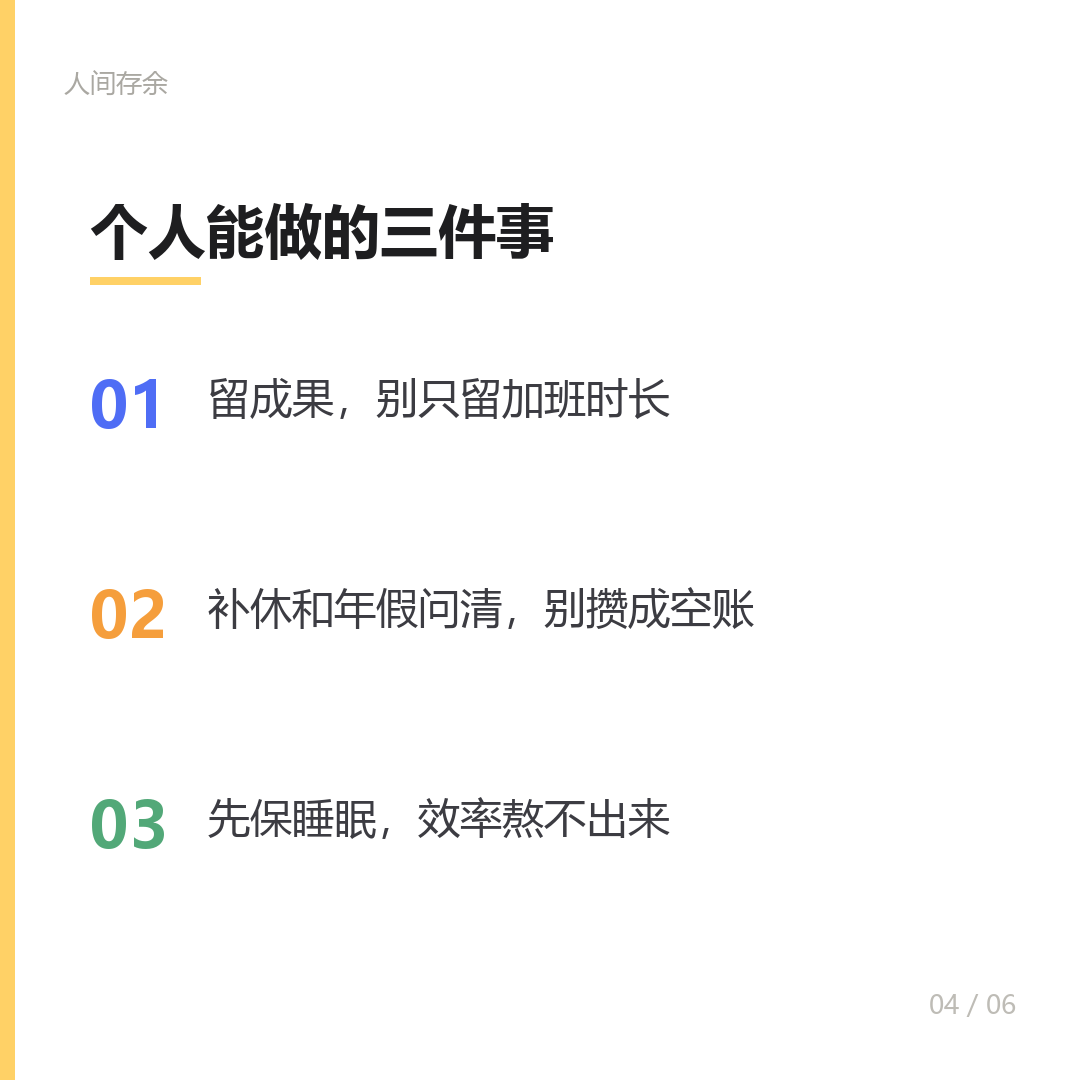 人间存余
个人能做的三件事
01 留成果，别只留加班时长
02 补休和年假问清，别攒成空账
03 先保睡眠，效率熬不出来
04 / 06